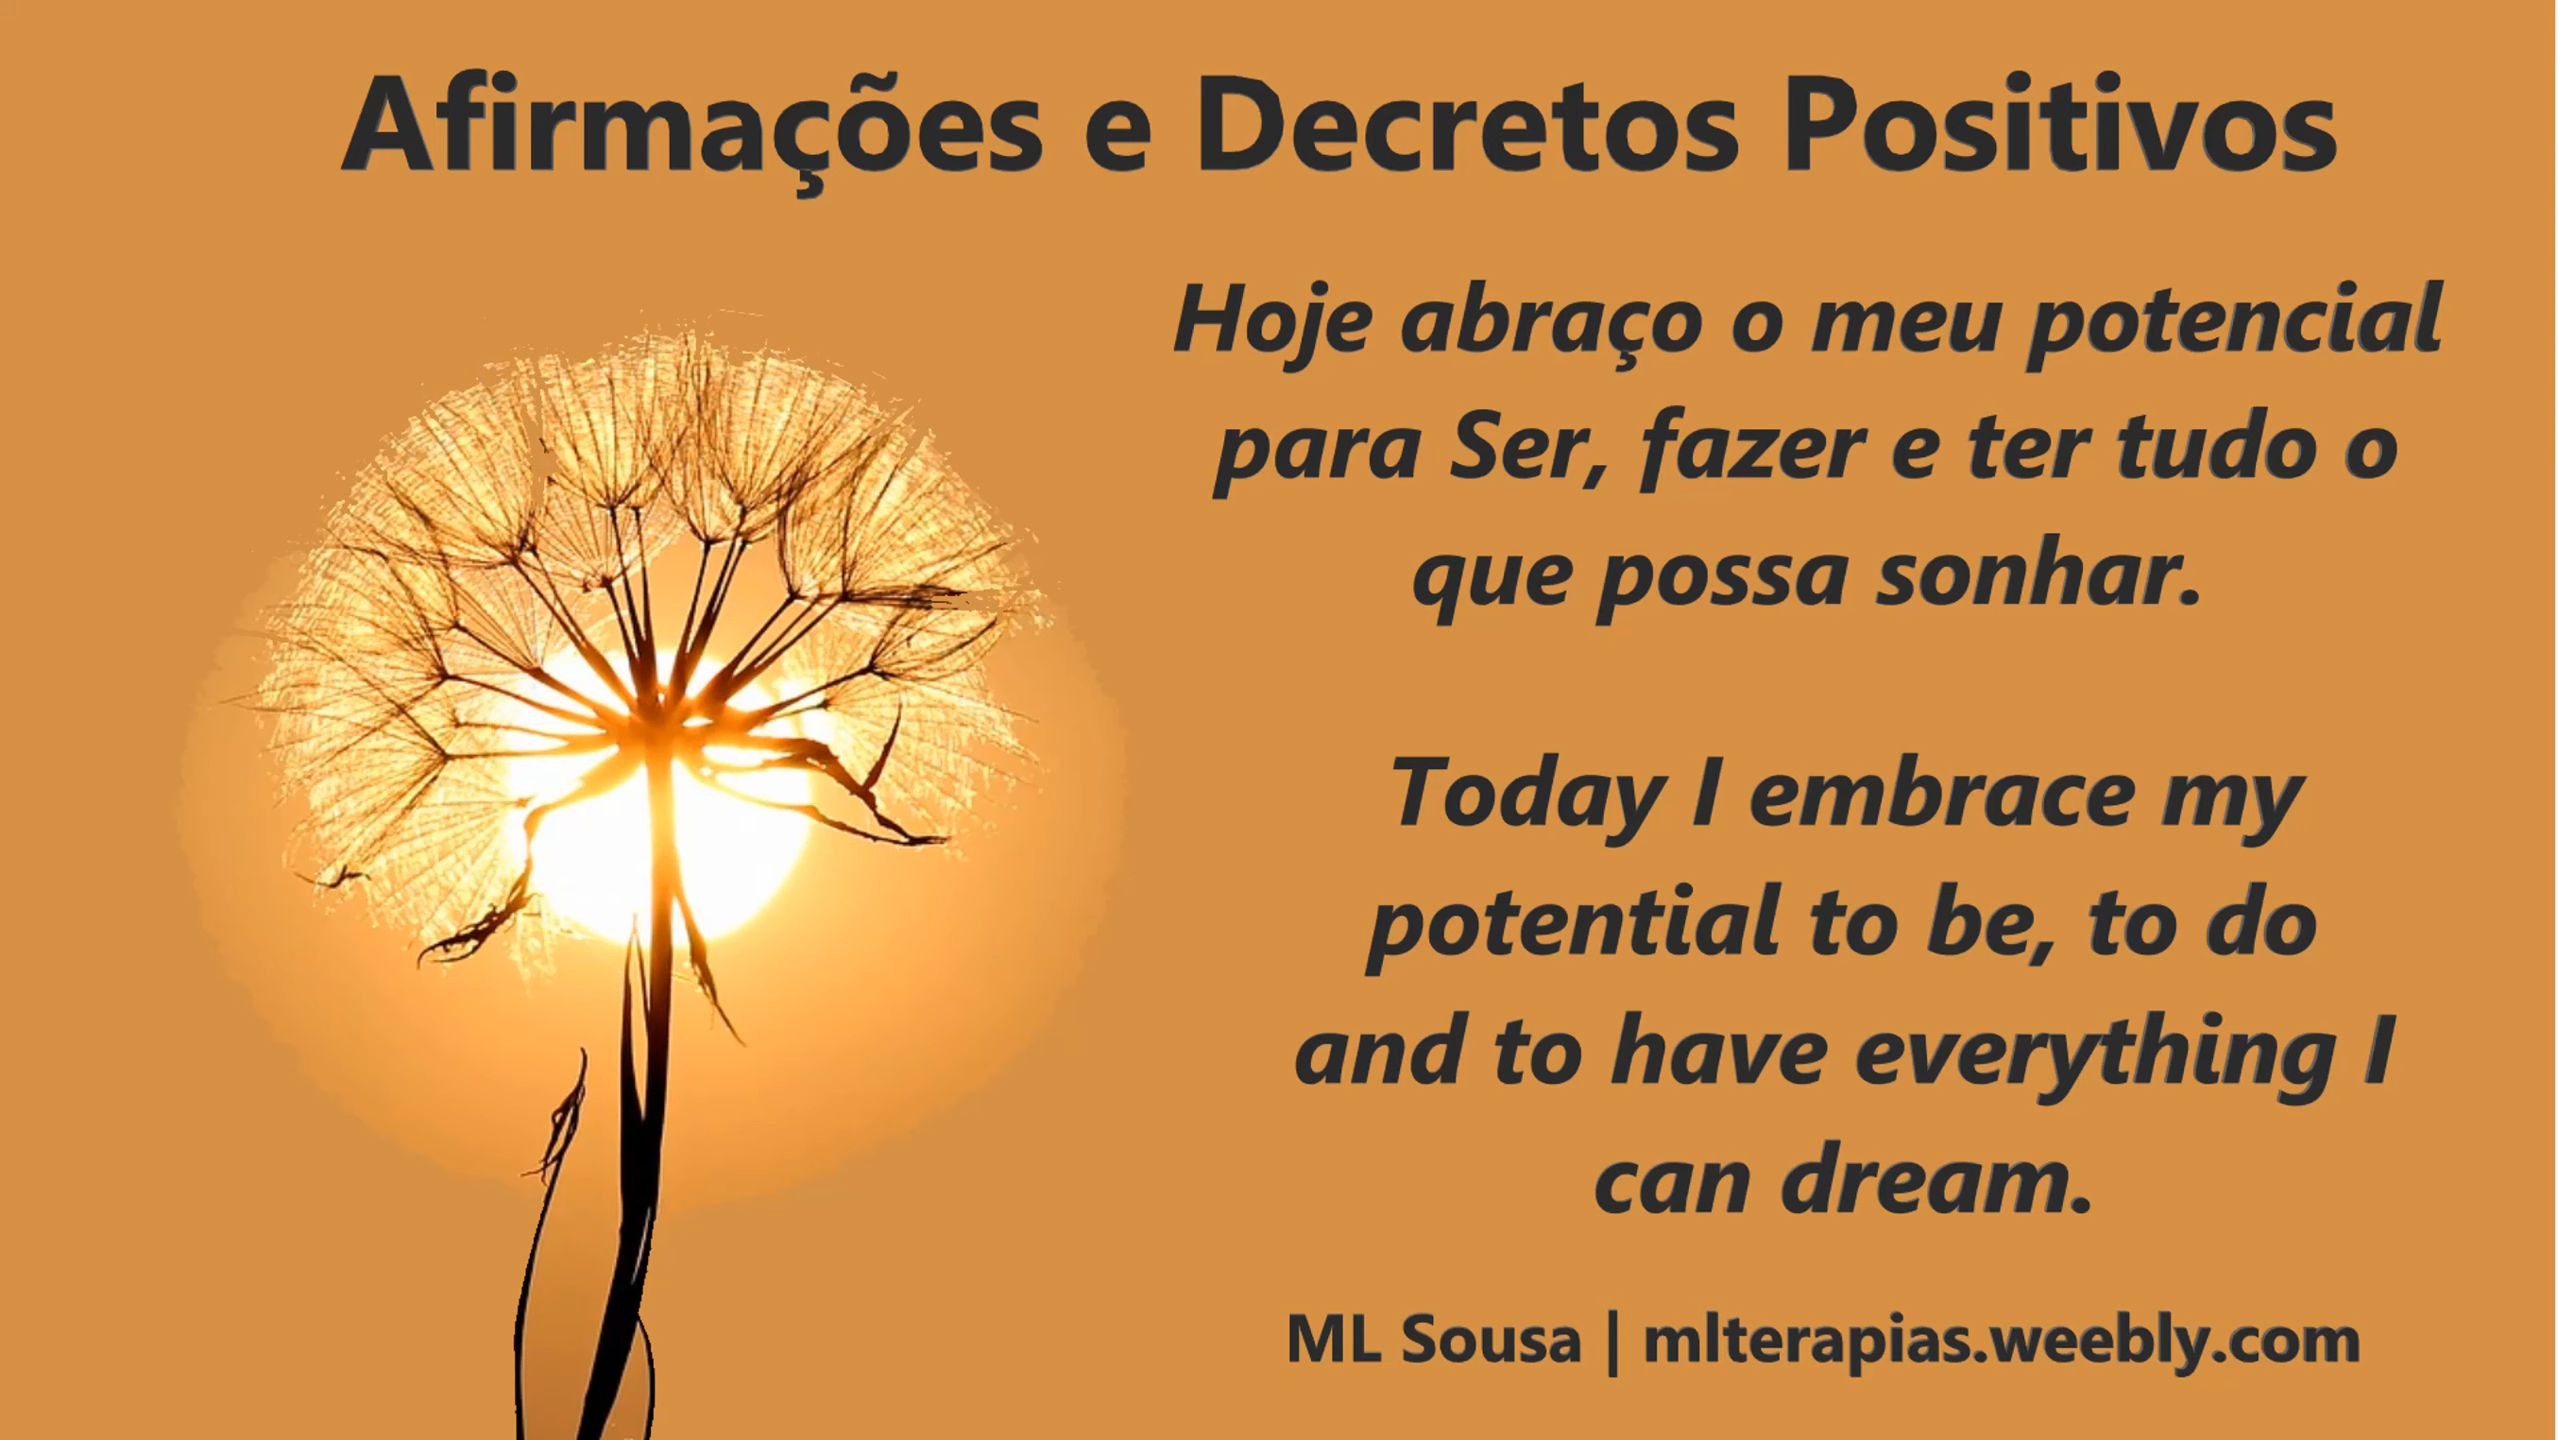 Afirmações e Decretos Positivos
Hoje abraço o meu potencial
para Ser, fazer e ter tudo o
que possa sonhar.
Today I embrace my
potential to be, to do
and to have everything I
can dream.
ML Sousa | mlterapias.weebly.com